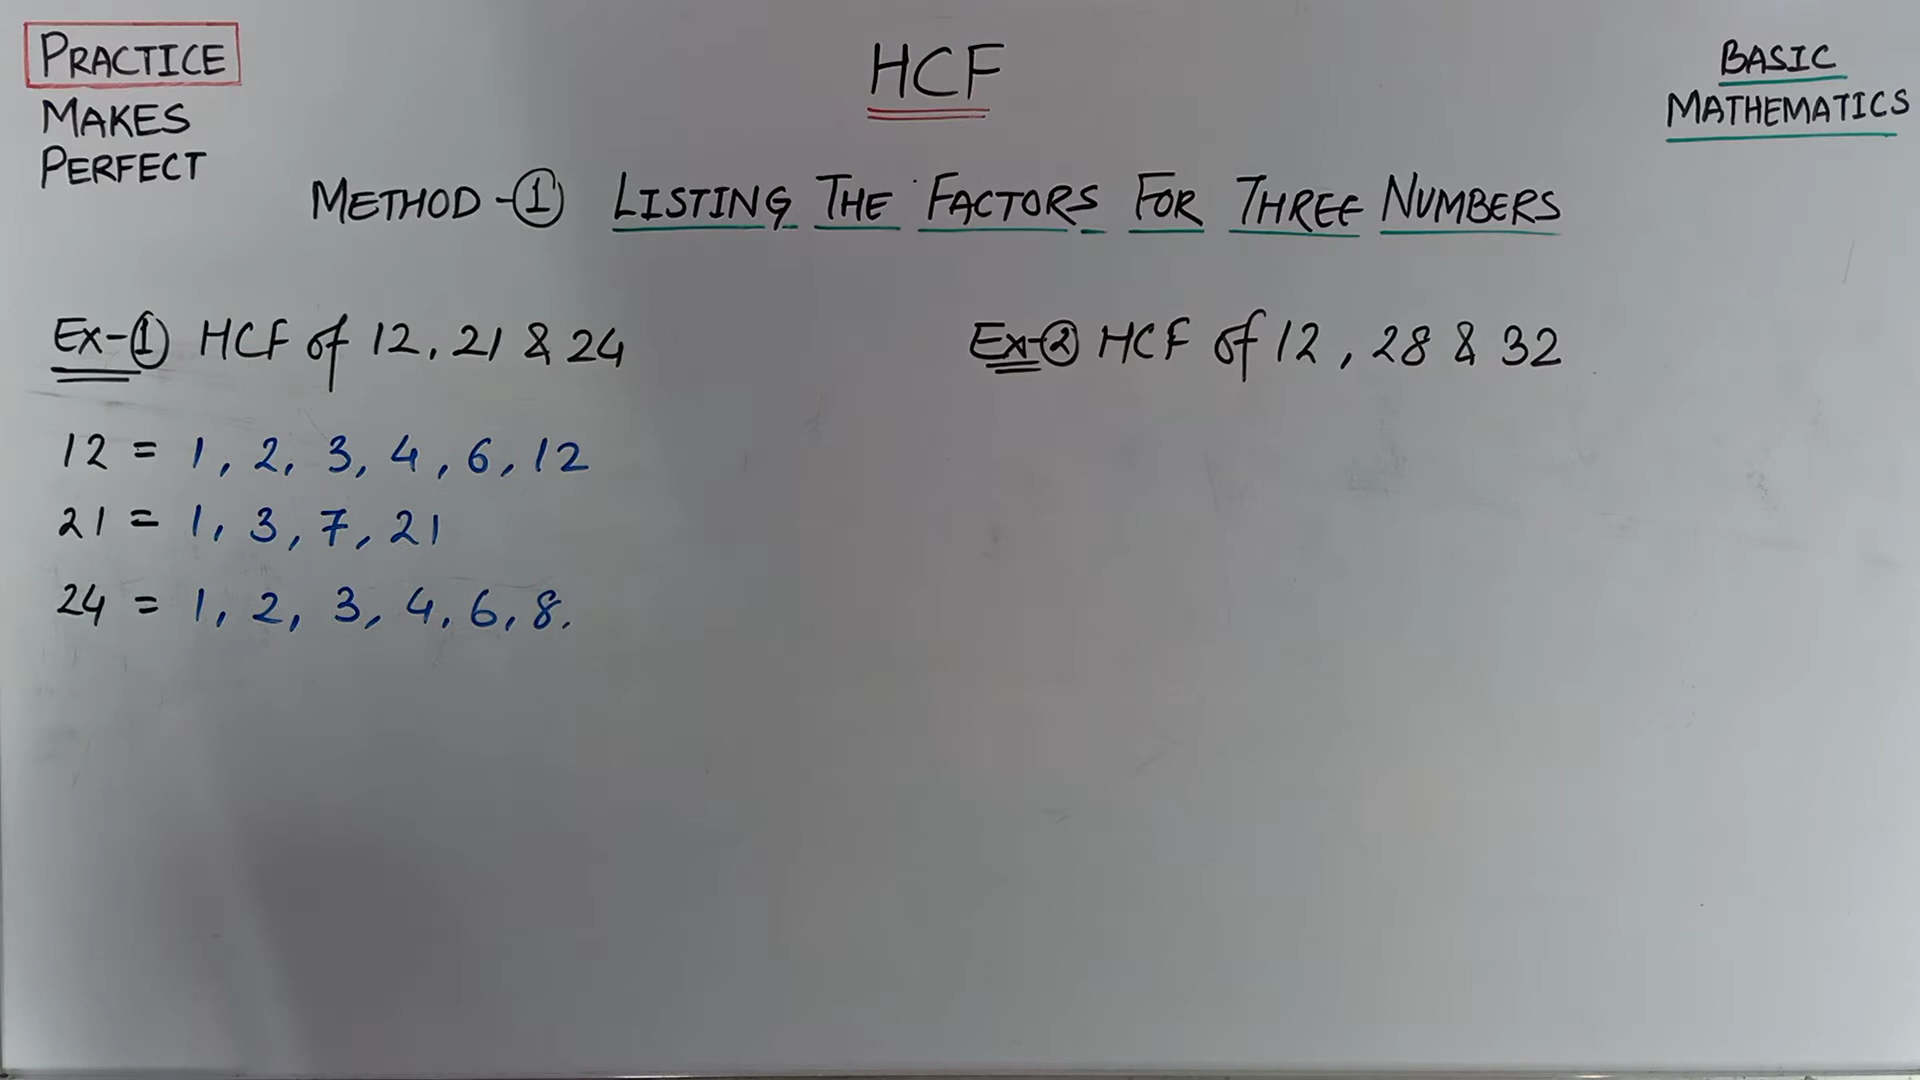 PRACTICE
MAKES
PERFECT
HCF
BASIC
MATHEMATICS
METHOD-① LISTING THE FACTORS FOR THREE NUMBERS
Ex-① HCF of 12, 21 & 24
12 = 1, 2, 3, 4, 6, 12
21 = 1, 3, 7, 21
24 = 1, 2, 3, 4, 6, 8,
Ex-② HCF of 12, 28 & 32